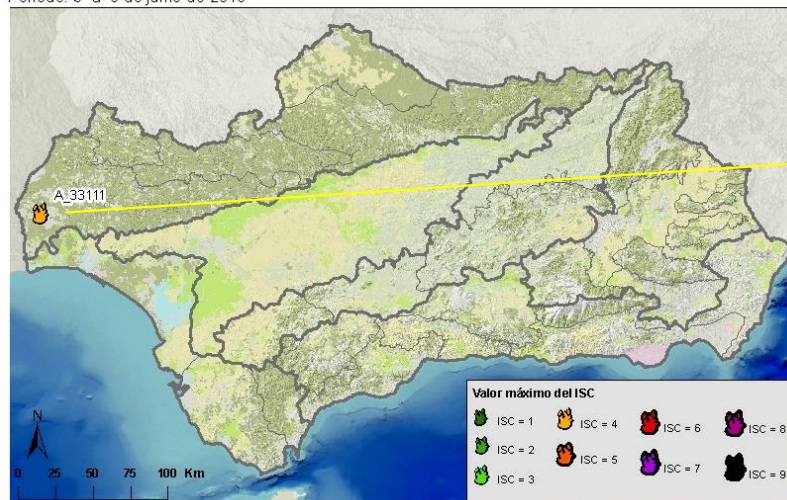 A_33111
Valor máximo del ISC
ISC = 1
ISC = 4
ISC = 6
ISC = 8
ISC = 2
ISC = 5
ISC = 7
ISC = 9
ISC = 3
N
0 25 50 75 100 Km